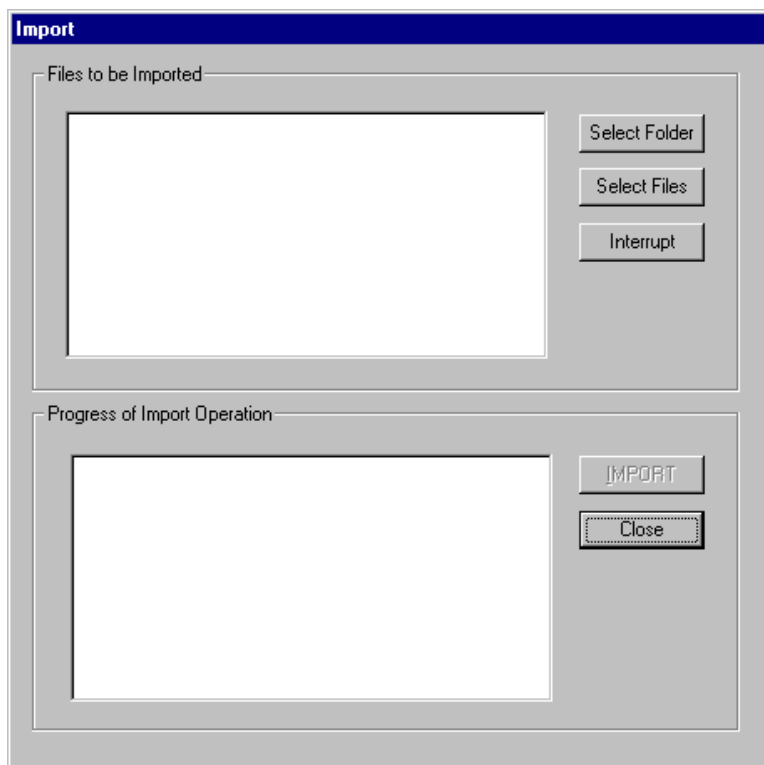 Import
Files to be Imported
Select Folder
Select Files
Interrupt
Progress of Import Operation
IMPORT
Close